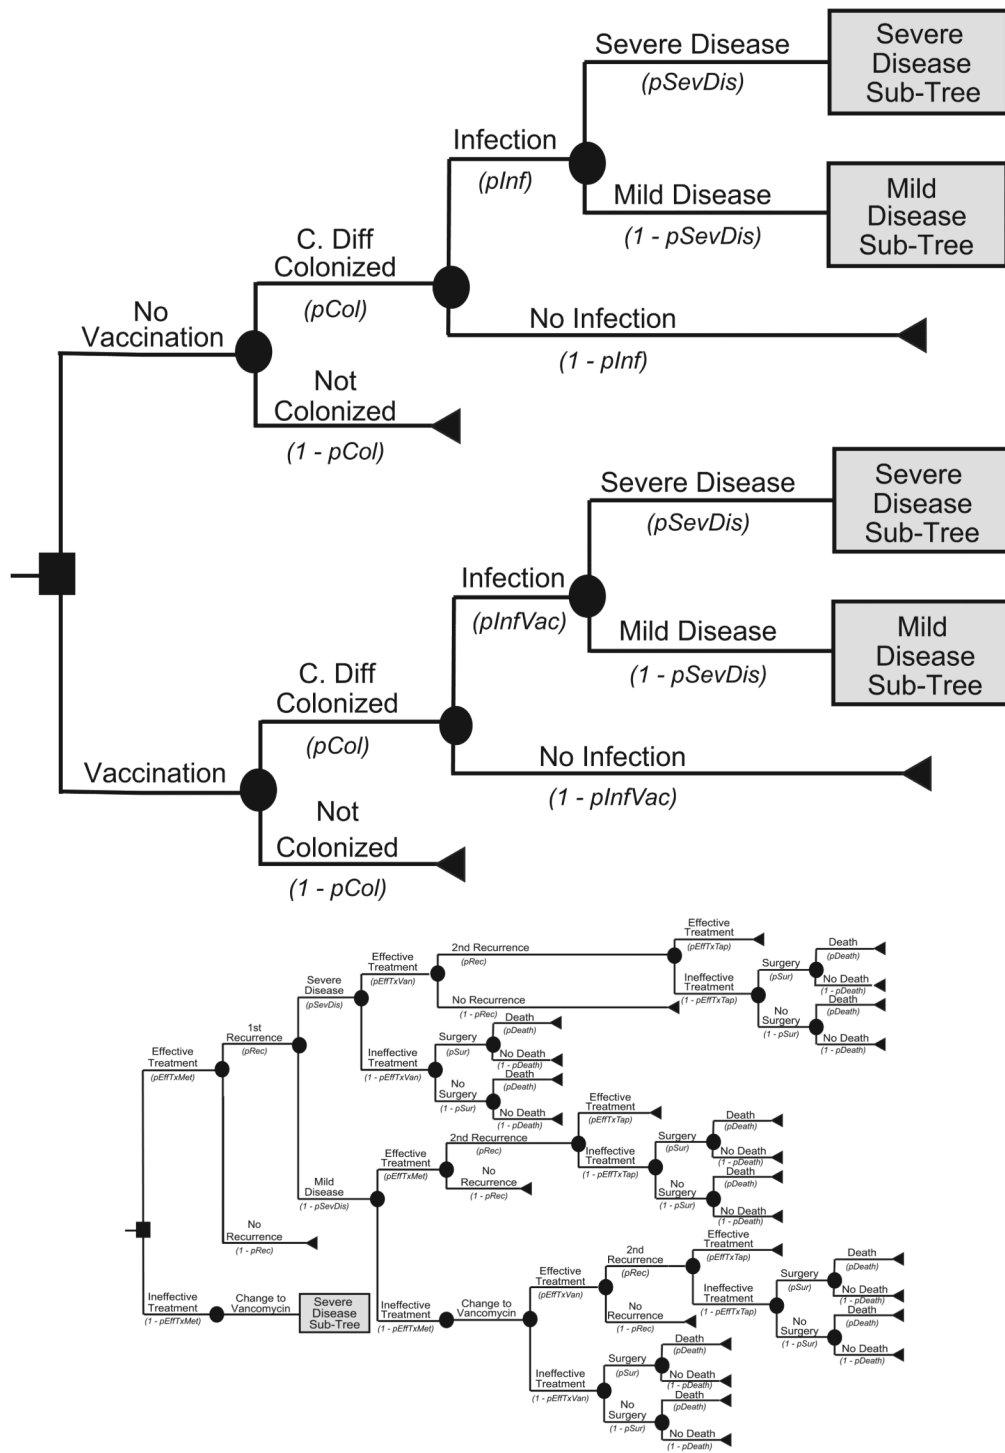 Severe Disease
(pSevDis)
Severe
Disease
Sub-Tree
Infection
(pInf)
Mild Disease
(1 - pSevDis)
Mild
Disease
Sub-Tree
C. Diff
Colonized
(pCol)
No
Vaccination
No Infection
(1 - pInf)
Not
Colonized
(1 - pCol)
Severe Disease
(pSevDis)
Severe
Disease
Sub-Tree
Infection
(pInfVac)
Mild Disease
(1 - pSevDis)
Mild
Disease
Sub-Tree
C. Diff
Colonized
(pCol)
Vaccination
No Infection
(1 - pInfVac)
Not
Colonized
(1 - pCol)
Effective
Treatment
(pEffTxMet)
1st
Recurrence
(pRec)
Severe
Disease
(pSevDis)
Effective
Treatment
(pEffTxVan)
2nd Recurrence
(pRec)
Effective
Treatment
(pEffTxTap)
Ineffective
Treatment
(1 - pEffTxTap)
Surgery
(pSur)
Death
(pDeath)
No Death
(1 - pDeath)
No
Surgery
(1 - pSur)
Death
(pDeath)
No Death
(1 - pDeath)
No Recurrence
(1 - pRec)
Ineffective
Treatment
(1 - pEffTxVan)
Surgery
(pSur)
Death
(pDeath)
No Death
(1 - pDeath)
No
Surgery
(1 - pSur)
Death
(pDeath)
No Death
(1 - pDeath)
Mild
Disease
(1 - pSevDis)
Effective
Treatment
(pEffTxMet)
2nd Recurrence
(pRec)
Effective
Treatment
(pEffTxTap)
Ineffective
Treatment
(1 - pEffTxTap)
Surgery
(pSur)
Death
(pDeath)
No Death
(1 - pDeath)
No
Surgery
(1 - pSur)
Death
(pDeath)
No Death
(1 - pDeath)
No
Recurrence
(1 - pRec)
No
Recurrence
(1 - pRec)
Ineffective
Treatment
(1 - pEffTxMet)
Change to
Vancomycin
Severe
Disease
Sub-Tree
Ineffective
Treatment
(1 - pEffTxMet)
Change to
Vancomycin
Effective
Treatment
(pEffTxVan)
2nd
Recurrence
(pRec)
Effective
Treatment
(pEffTxTap)
Ineffective
Treatment
(1 - pEffTxTap)
Surgery
(pSur)
Death
(pDeath)
No Death
(1 - pDeath)
No
Surgery
(1 - pSur)
Death
(pDeath)
No Death
(1 - pDeath)
No
Recurrence
(1 - pRec)
Ineffective
Treatment
(1 - pEffTxVan)
Surgery
(pSur)
Death
(pDeath)
No Death
(1 - pDeath)
No
Surgery
(1 - pSur)
Death
(pDeath)
No Death
(1 - pDeath)